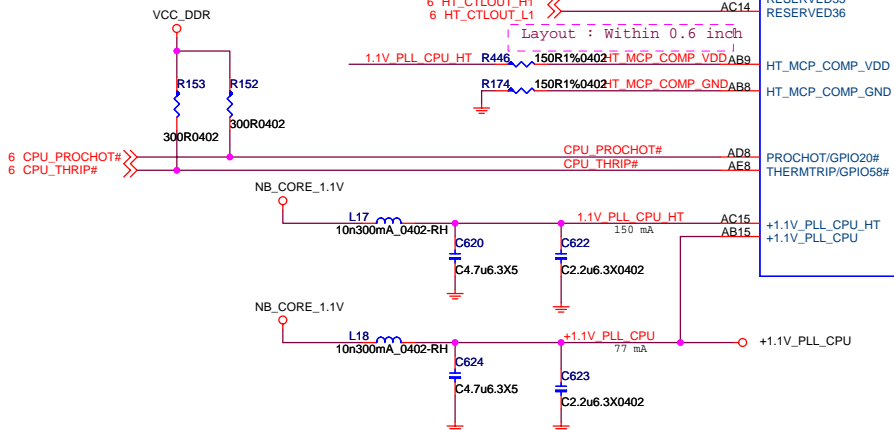 6 HT_CTLOUT_H1
6 HT_CTLOUT_L1
AC14
RESERVED35
RESERVED36
VCC_DDR
Layout : Within 0.6 inch
1.1V_PLL_CPU_HT
R446
150R1%0402
HT_MCP_COMP_VDD
AB9
HT_MCP_COMP_VDD
R153
R152
R174
150R1%0402
HT_MCP_COMP_GND
AB8
HT_MCP_COMP_GND
300R0402
300R0402
6 CPU_PROCHOT#
CPU_PROCHOT#
AD8
PROCHOT/GPIO20#
6 CPU_THRIP#
CPU_THRIP#
AE8
THERMTRIP/GPIO58#
NB_CORE_1.1V
L17
10n300mA_0402-RH
1.1V_PLL_CPU_HT
150 mA
AC15
+1.1V_PLL_CPU_HT
AB15
+1.1V_PLL_CPU
C620
C622
C4.7u6.3X5
C2.2u6.3X0402
NB_CORE_1.1V
L18
10n300mA_0402-RH
+1.1V_PLL_CPU
77 mA
+1.1V_PLL_CPU
C624
C623
C4.7u6.3X5
C2.2u6.3X0402